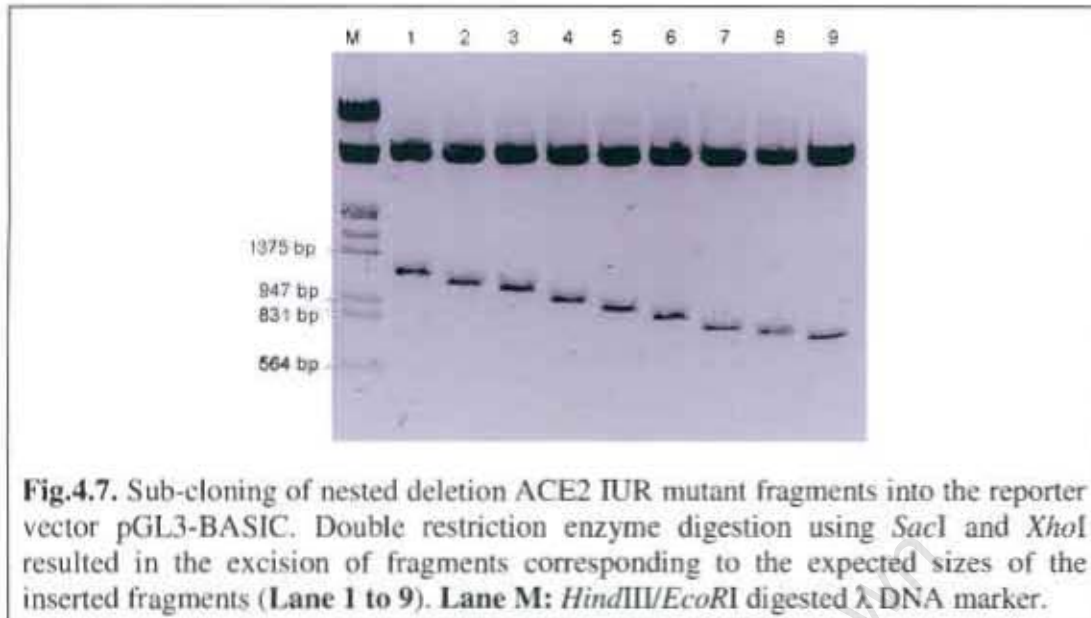 M 1 2 3 4 5 6 7 8 9
1375 bp
947 bp
831 bp
564 bp
Fig.4.7. Sub-cloning of nested deletion ACE2 IUR mutant fragments into the reporter
vector pGL3-BASIC. Double restriction enzyme digestion using SacI and XhoI
resulted in the excision of fragments corresponding to the expected sizes of the
inserted fragments (Lane 1 to 9). Lane M: HindIII/EcoRI digested λ DNA marker.